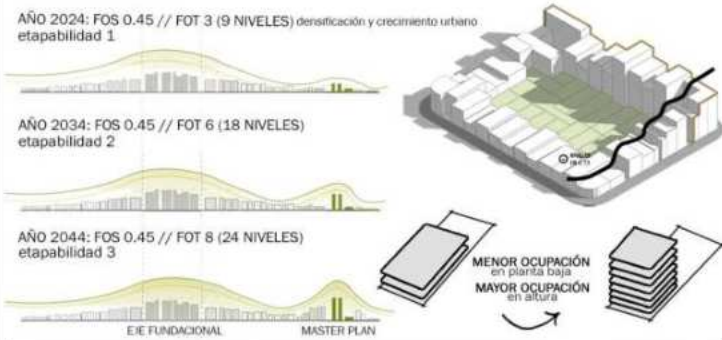 AÑO 2024: FOS 0.45 // FOT 3 (9 NIVELES) densificación y crecimiento urbano
etapabilidad 1
AÑO 2034: FOS 0.45 // FOT 6 (18 NIVELES)
etapabilidad 2
AÑO 2044: FOS 0.45 // FOT 8 (24 NIVELES)
etapabilidad 3
EJE FUNDACIONAL
MASTER PLAN
MENOR OCUPACIÓN
en planta baja
MAYOR OCUPACIÓN
en altura